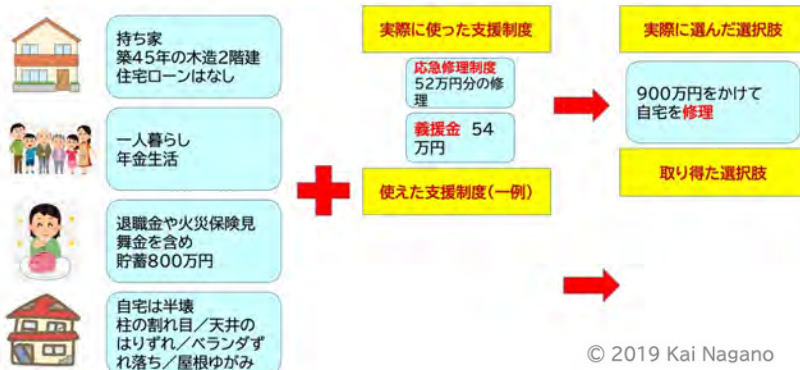 持ち家
築45年の木造2階建
住宅ローンはなし
一人暮らし
年金生活
退職金や火災保険見
舞金を含め
貯蓄800万円
自宅は半壊
柱の割れ目／天井の
はりずれ／ベランダず
れ落ち／屋根ゆがみ
実際に使った支援制度
応急修理制度
52万円分の修
理
義援金 54
万円
使えた支援制度(一例)
実際に選んだ選択肢
900万円をかけて
自宅を修理
取り得た選択肢
© 2019 Kai Nagano